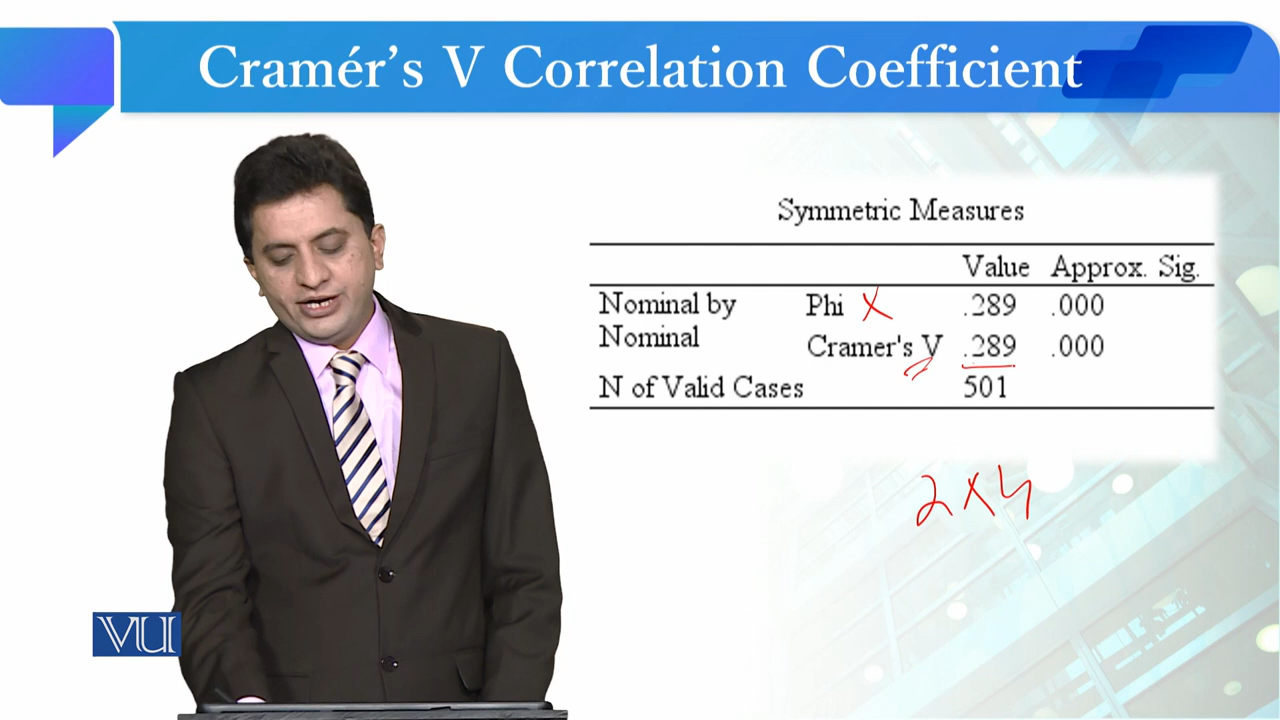 Cramér's V Correlation Coefficient
Symmetric Measures
Value Approx. Sig.
Nominal by Nominal Phi X .289 .000
Cramer's V .289 .000
N of Valid Cases 501
2x4
VU